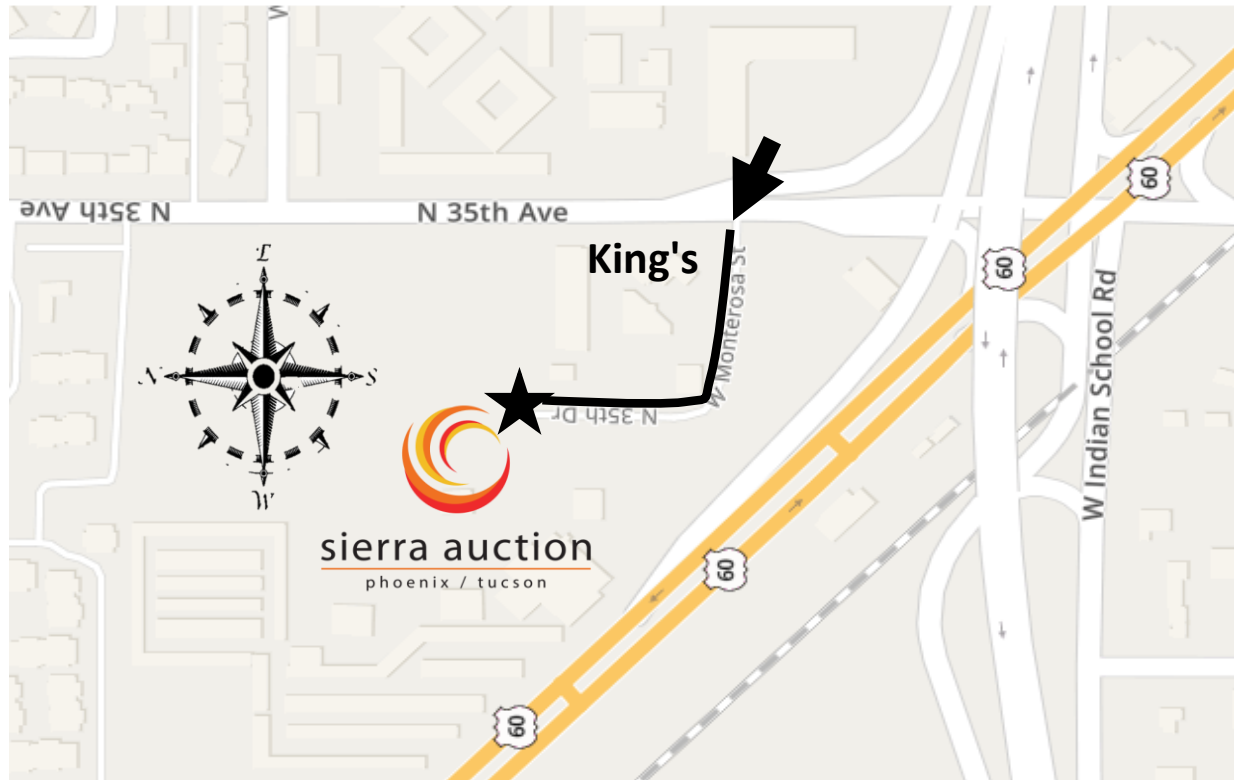 W
N 35th Ave
N 35th Ave
King's
W Monterosa St
N 35th Dr
E
N
S
W
sierra auction
phoenix / tucson
W Indian School Rd
60
60
60
60